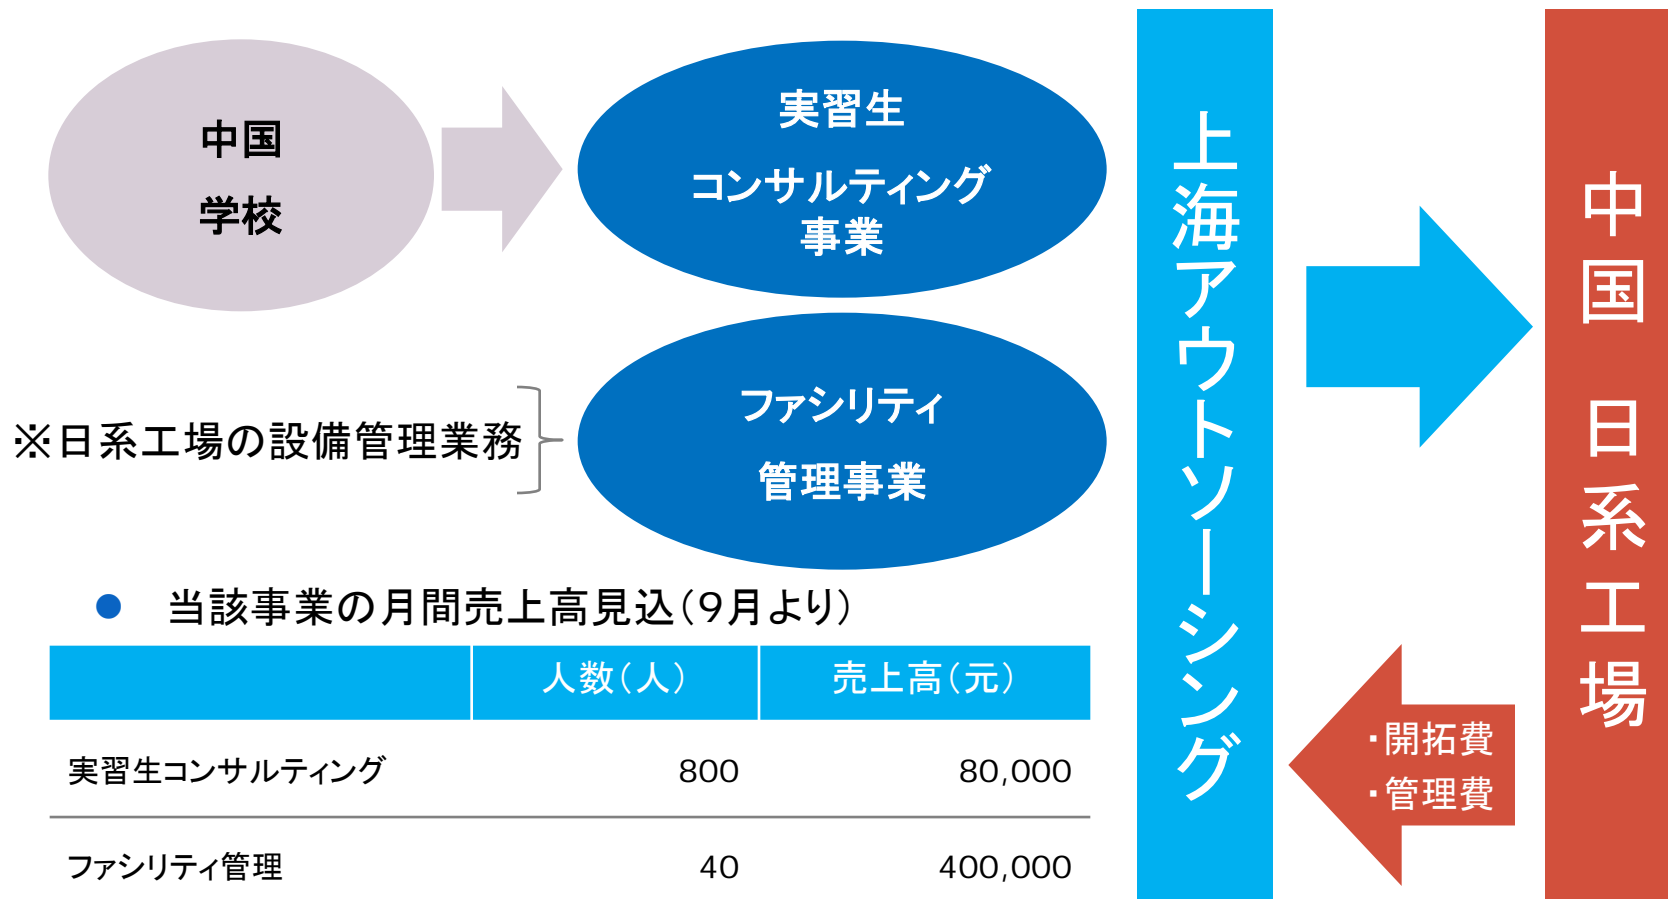 中国
学校
実習生
コンサルティング
事業
※日系工場の設備管理業務
ファシリティ
管理事業
上海アウトソーシング
中国 日系工場
・開拓費
・管理費
● 当該事業の月間売上高見込(9月より)
人数(人) 売上高(元)
実習生コンサルティング 800 80,000
ファシリティ管理 40 400,000